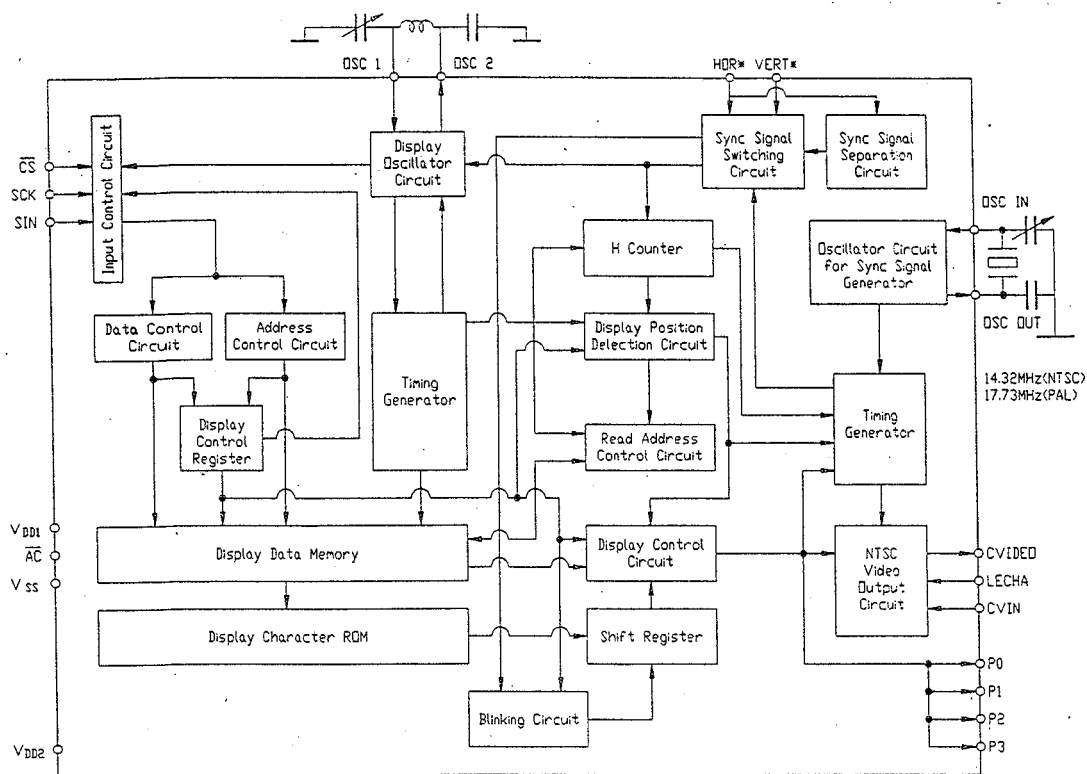 OSC 1
OSC 2
HOR* VERT*
CS
SCK
SIN
Input Control Circuit
Display
Oscillator
Circuit
Sync Signal
Switching
Circuit
Sync Signal
Separation
Circuit
OSC IN
H Counter
Oscillator Circuit
for Sync Signal
Generator
OSC OUT
Data Control
Circuit
Address
Control Circuit
Timing
Generator
Display Position
Detection Circuit
14.32MHz(NTSC)
17.73MHz(PAL)
Display
Control
Register
Read Address
Control Circuit
Timing
Generator
VDD1
AC
VSS
Display Data Memory
Display Control
Circuit
NTSC
Video
Output
Circuit
CVIDEO
LECHA
CVIN
Display Character ROM
Shift Register
P0
P1
P2
P3
Blinking Circuit
VDD2